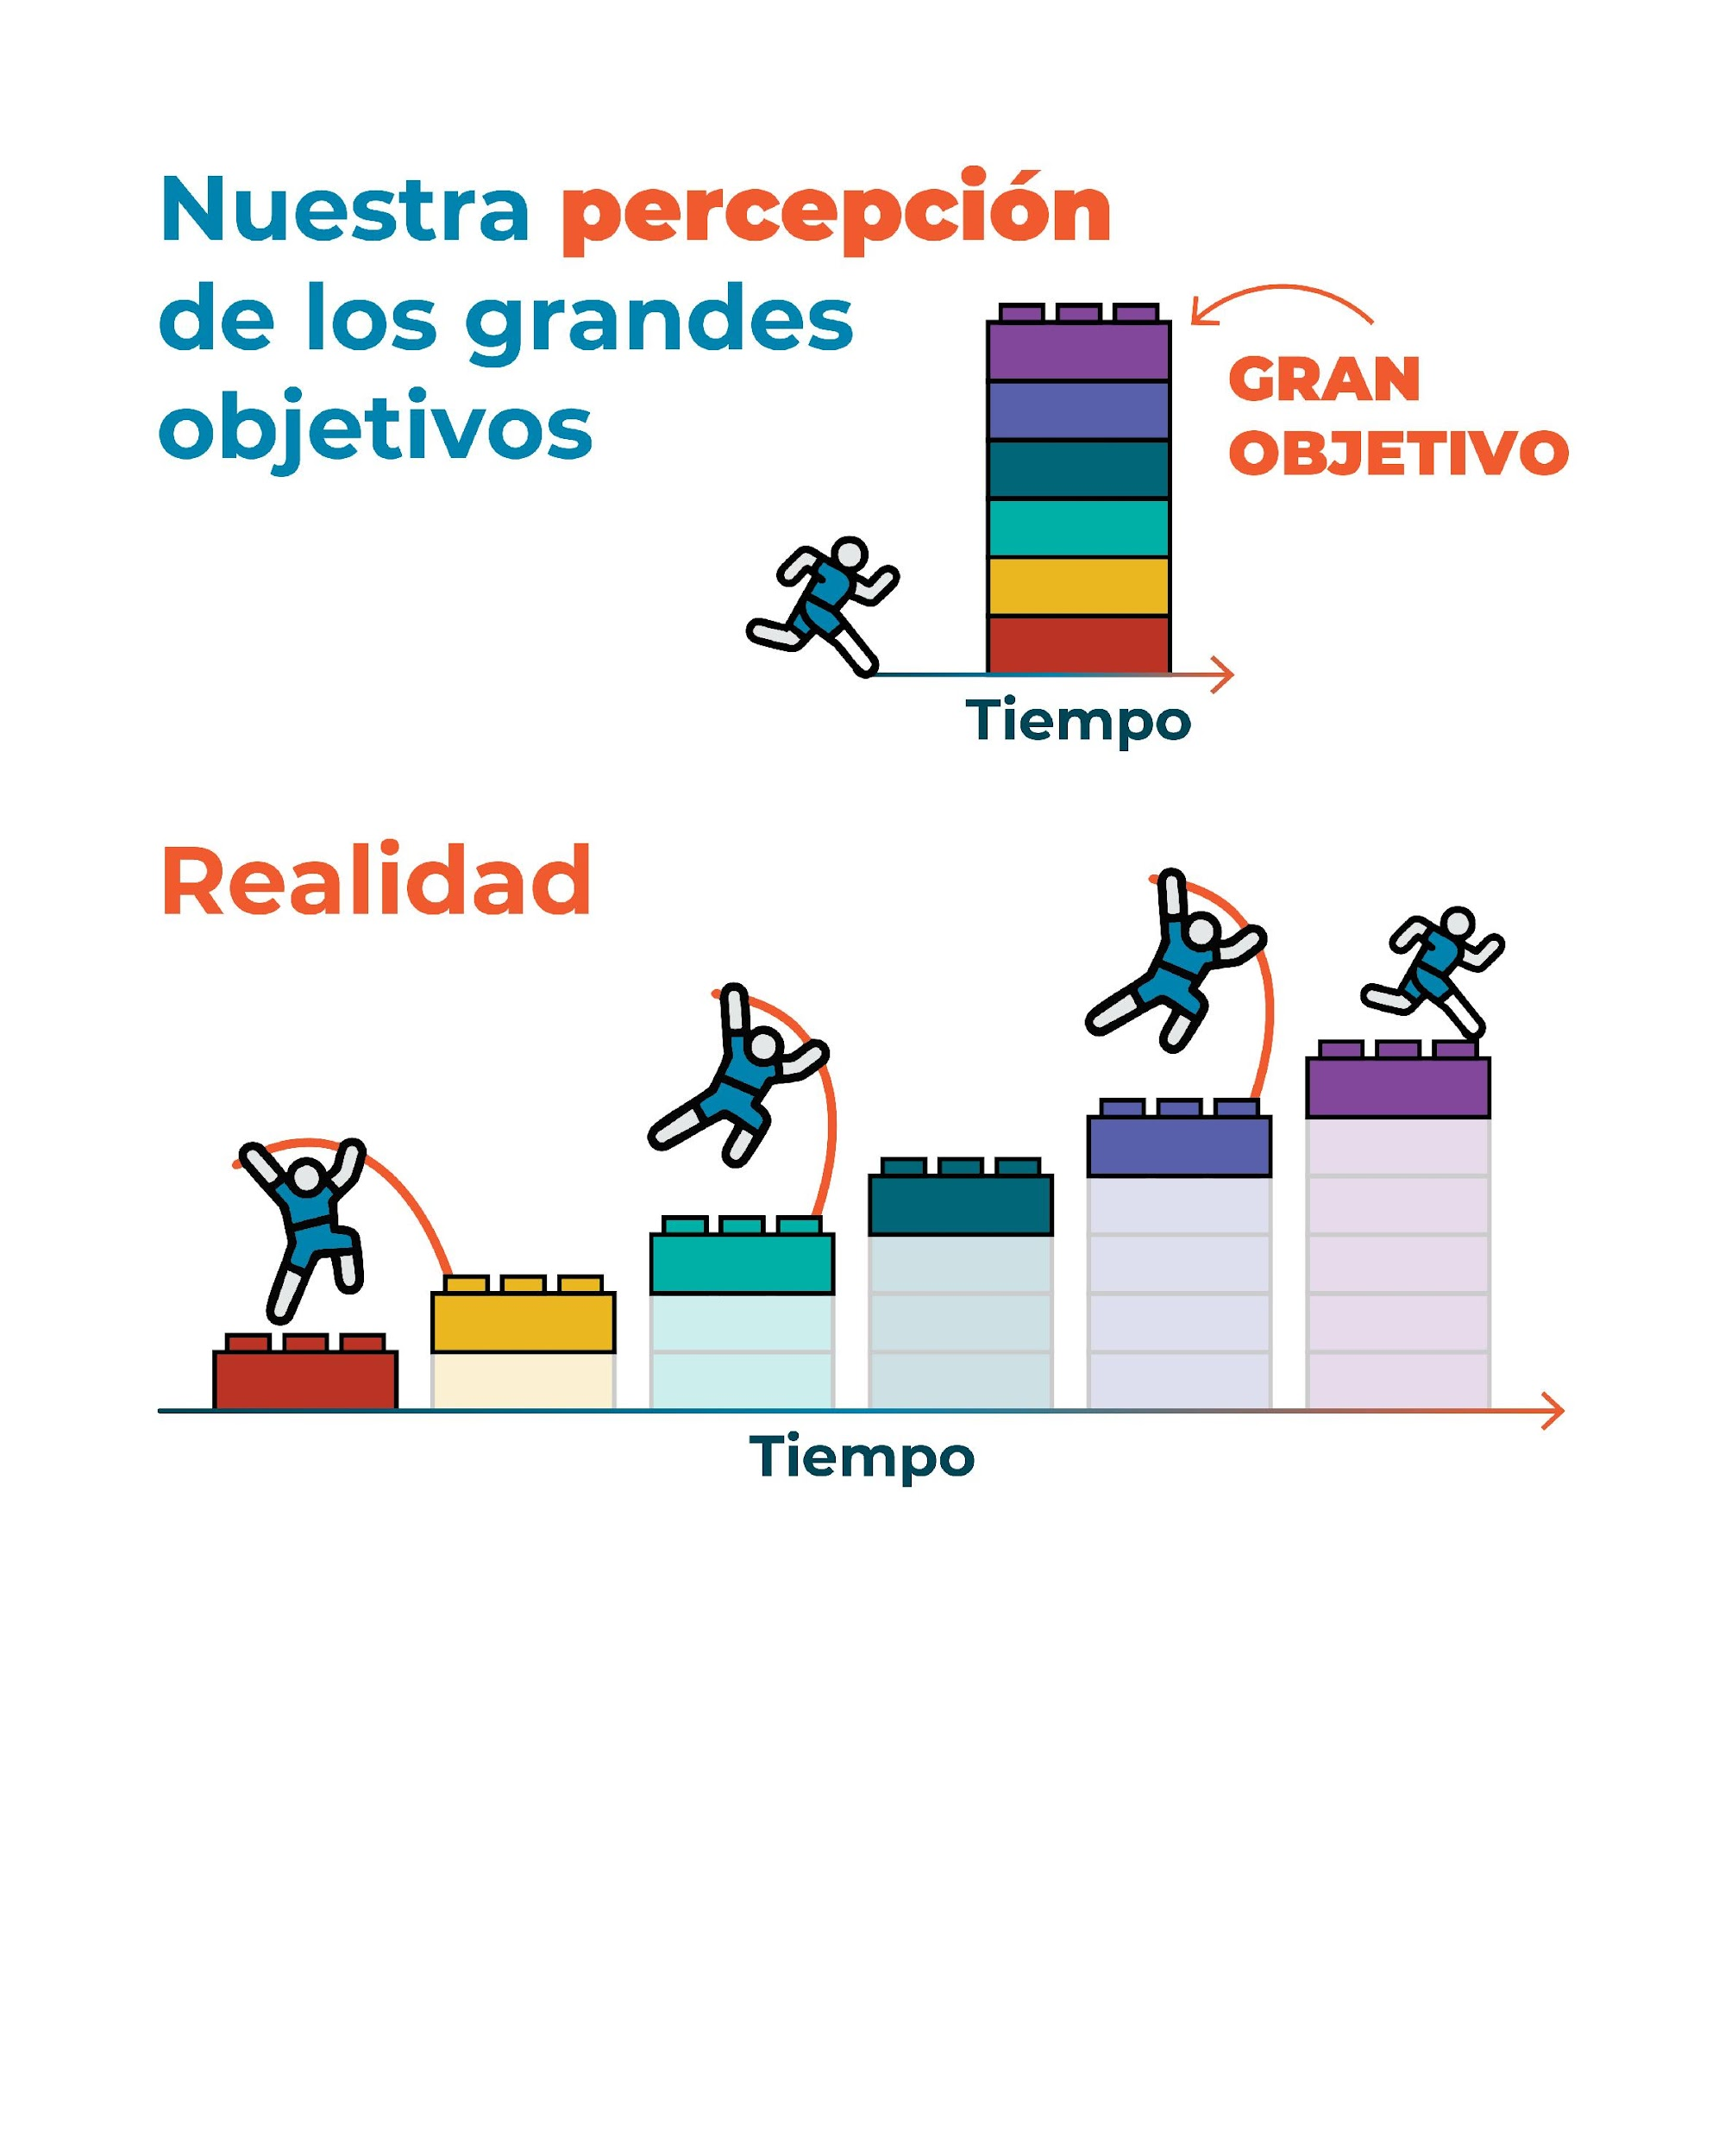 Nuestra percepción
de los grandes
objetivos
GRAN
OBJETIVO
Tiempo
Realidad
Tiempo